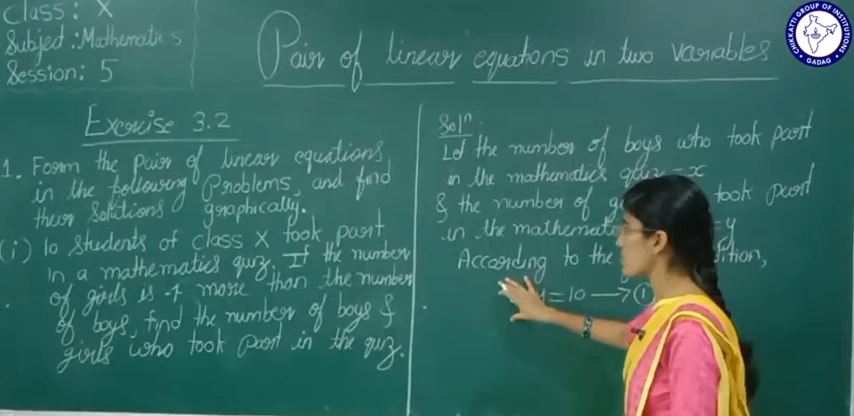 Class: X
Subject: Mathematics
Session: 5
Pair of linear equations in two variables
CHIKKATTI GROUP OF INSTITUTIONS
GADAG
Exercise 3.2
1. Form the pair of linear equations
in the following Problems, and find
their Solutions graphically.
(i) 10 students of class X took part
in a mathematics quiz. If the number
of girls is 4 more than the number
of boys, find the number of boys &
girls who took part in the quiz.
Solⁿ:
Let the number of boys who took part
in the mathematics quiz = x
& the number of took part
in the = y
According to the
= 10 → ①